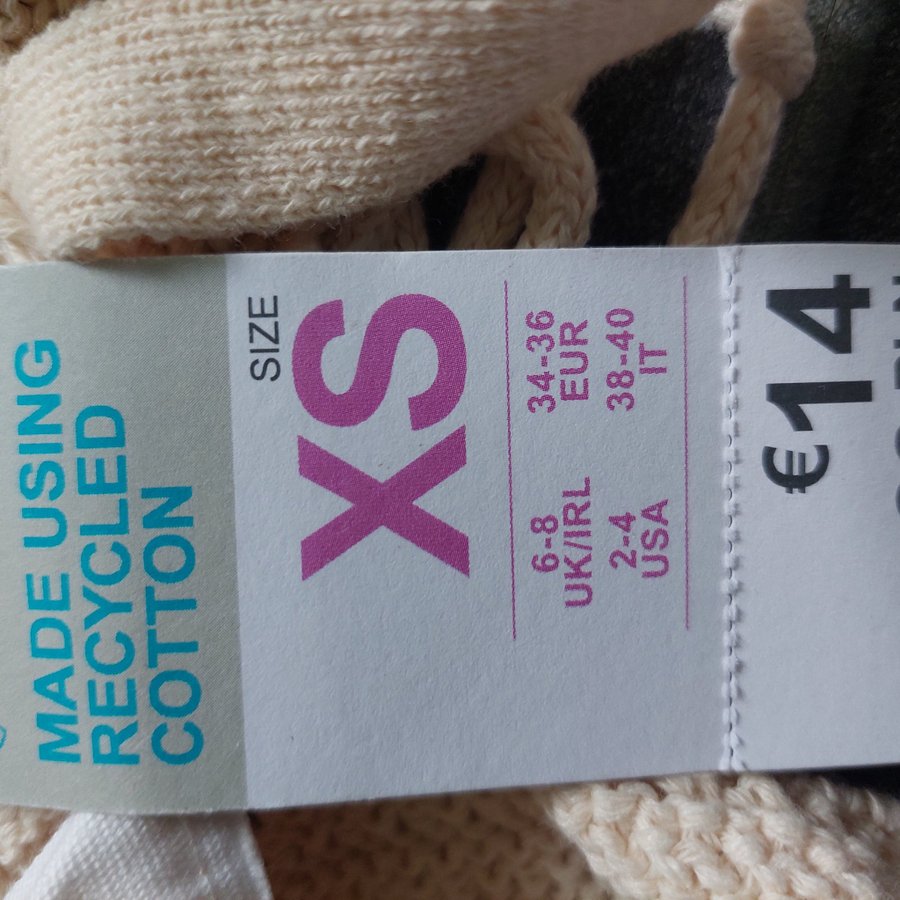 MADE USING
RECYCLED
COTTON
SIZE
XS
6-8
UK/IRL
34-36
EUR
2-4
USA
38-40
IT
€14